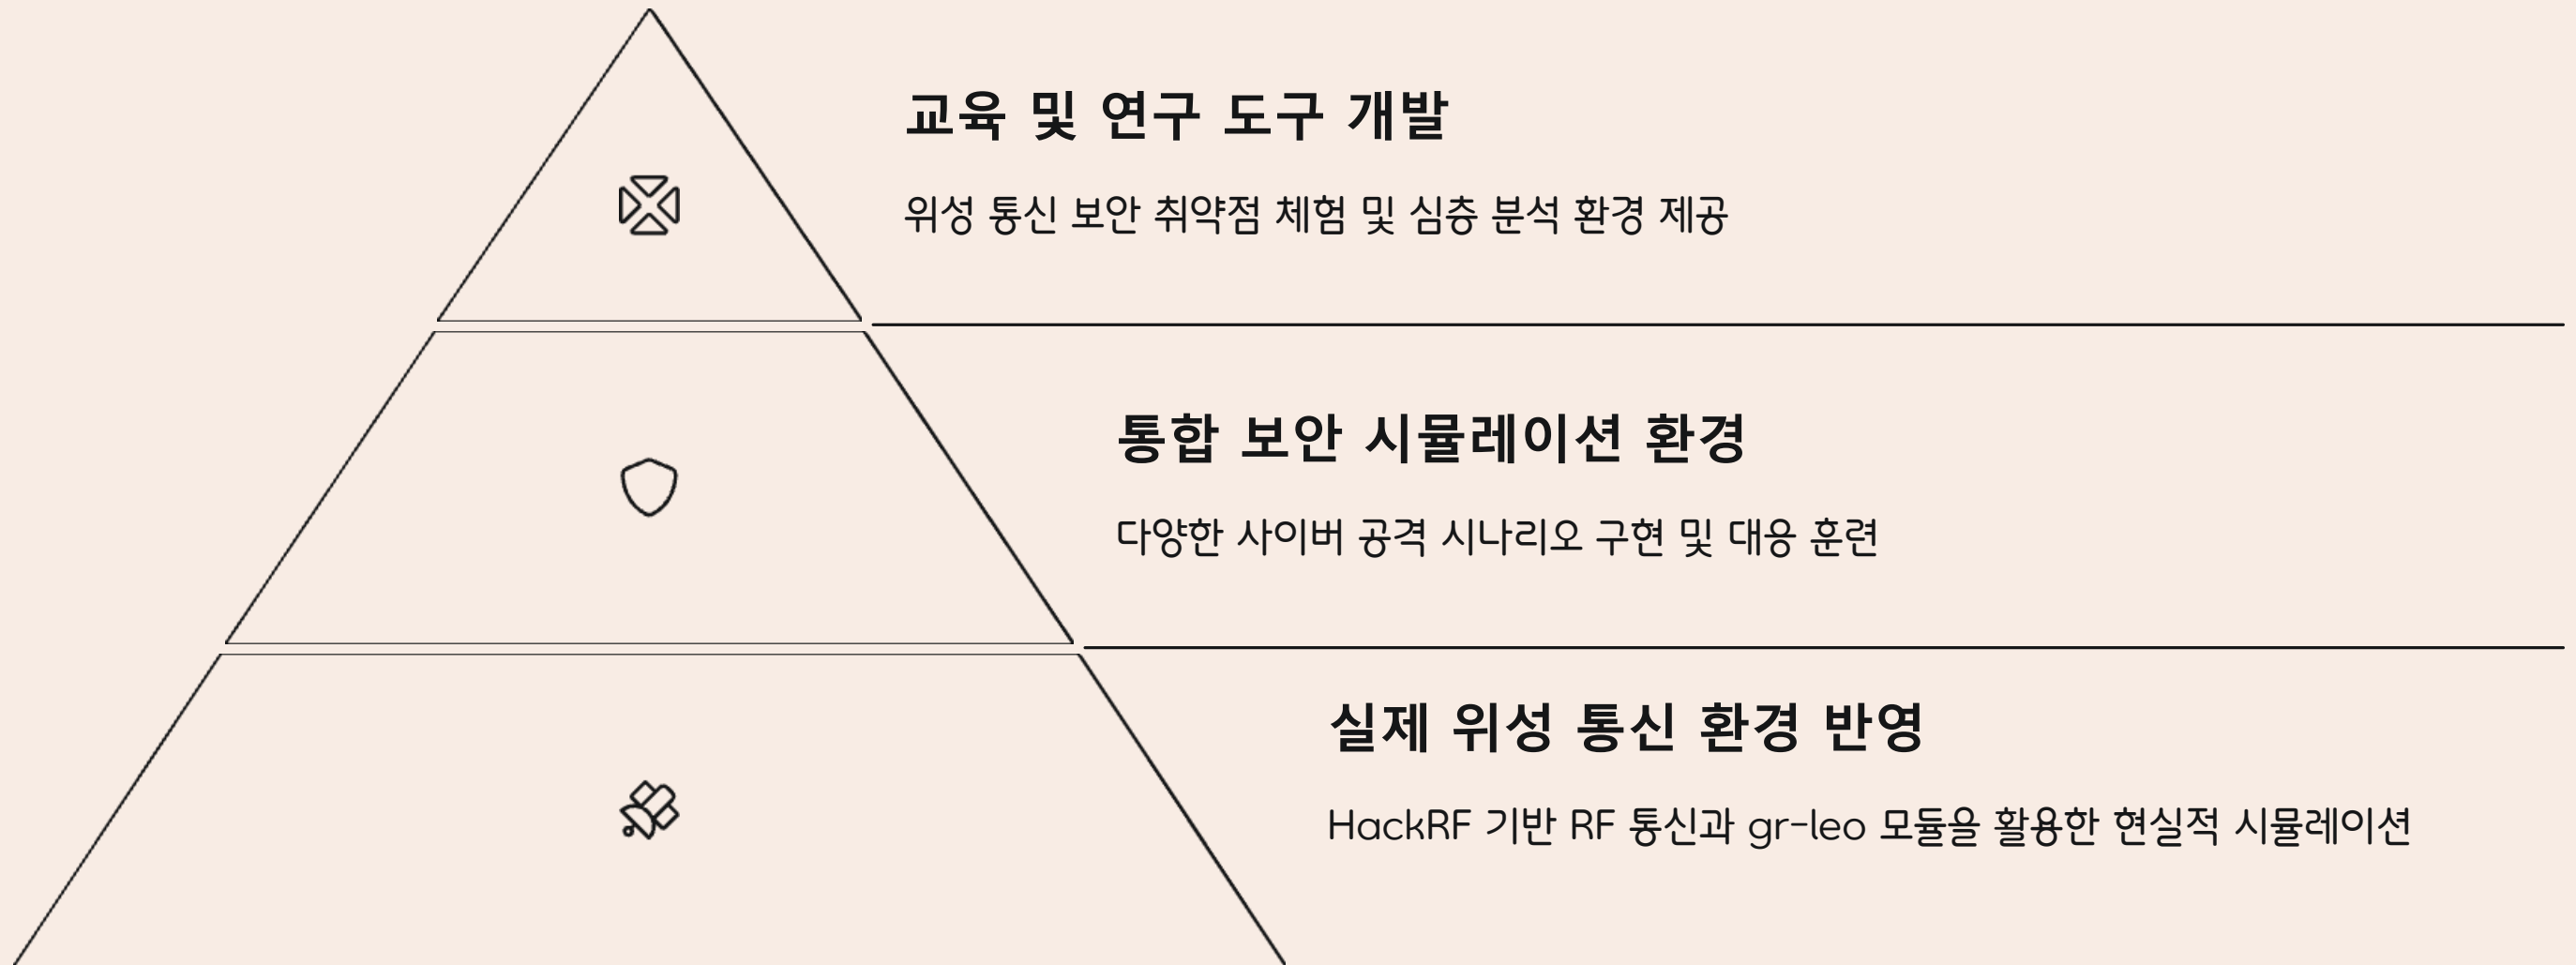 교육 및 연구 도구 개발
위성 통신 보안 취약점 체험 및 심층 분석 환경 제공
통합 보안 시뮬레이션 환경
다양한 사이버 공격 시나리오 구현 및 대응 훈련
실제 위성 통신 환경 반영
HackRF 기반 RF 통신과 gr-leo 모듈을 활용한 현실적 시뮬레이션